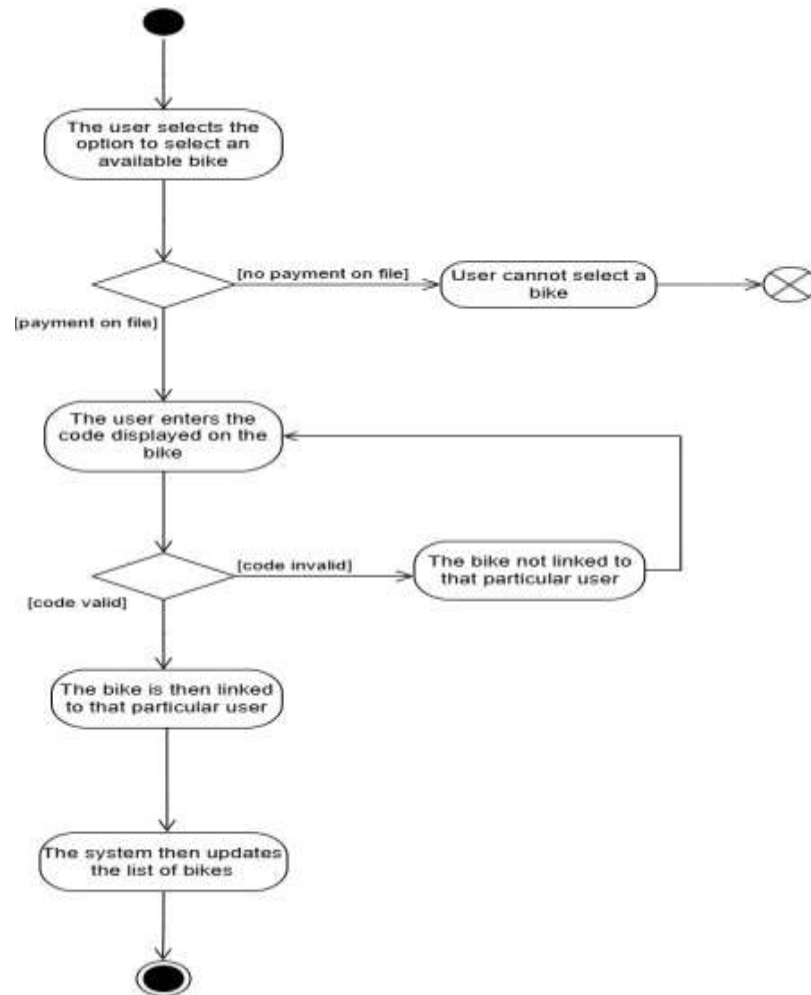 The user selects the
option to select an
available bike
[no payment on file]
User cannot select a
bike
[payment on file]
The user enters the
code displayed on the
bike
[code invalid]
The bike not linked to
that particular user
[code valid]
The bike is then linked
to that particular user
The system then updates
the list of bikes